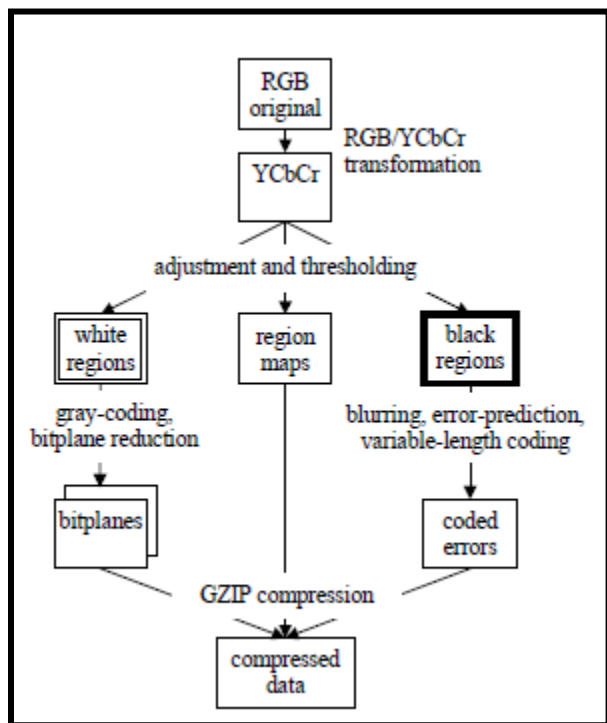 RGB
original
RGB/YCbCr
transformation
YCbCr
adjustment and thresholding
white
regions
region
maps
black
regions
gray-coding,
bitplane reduction
blurring, error-prediction,
variable-length coding
bitplanes
coded
errors
GZIP compression
compressed
data